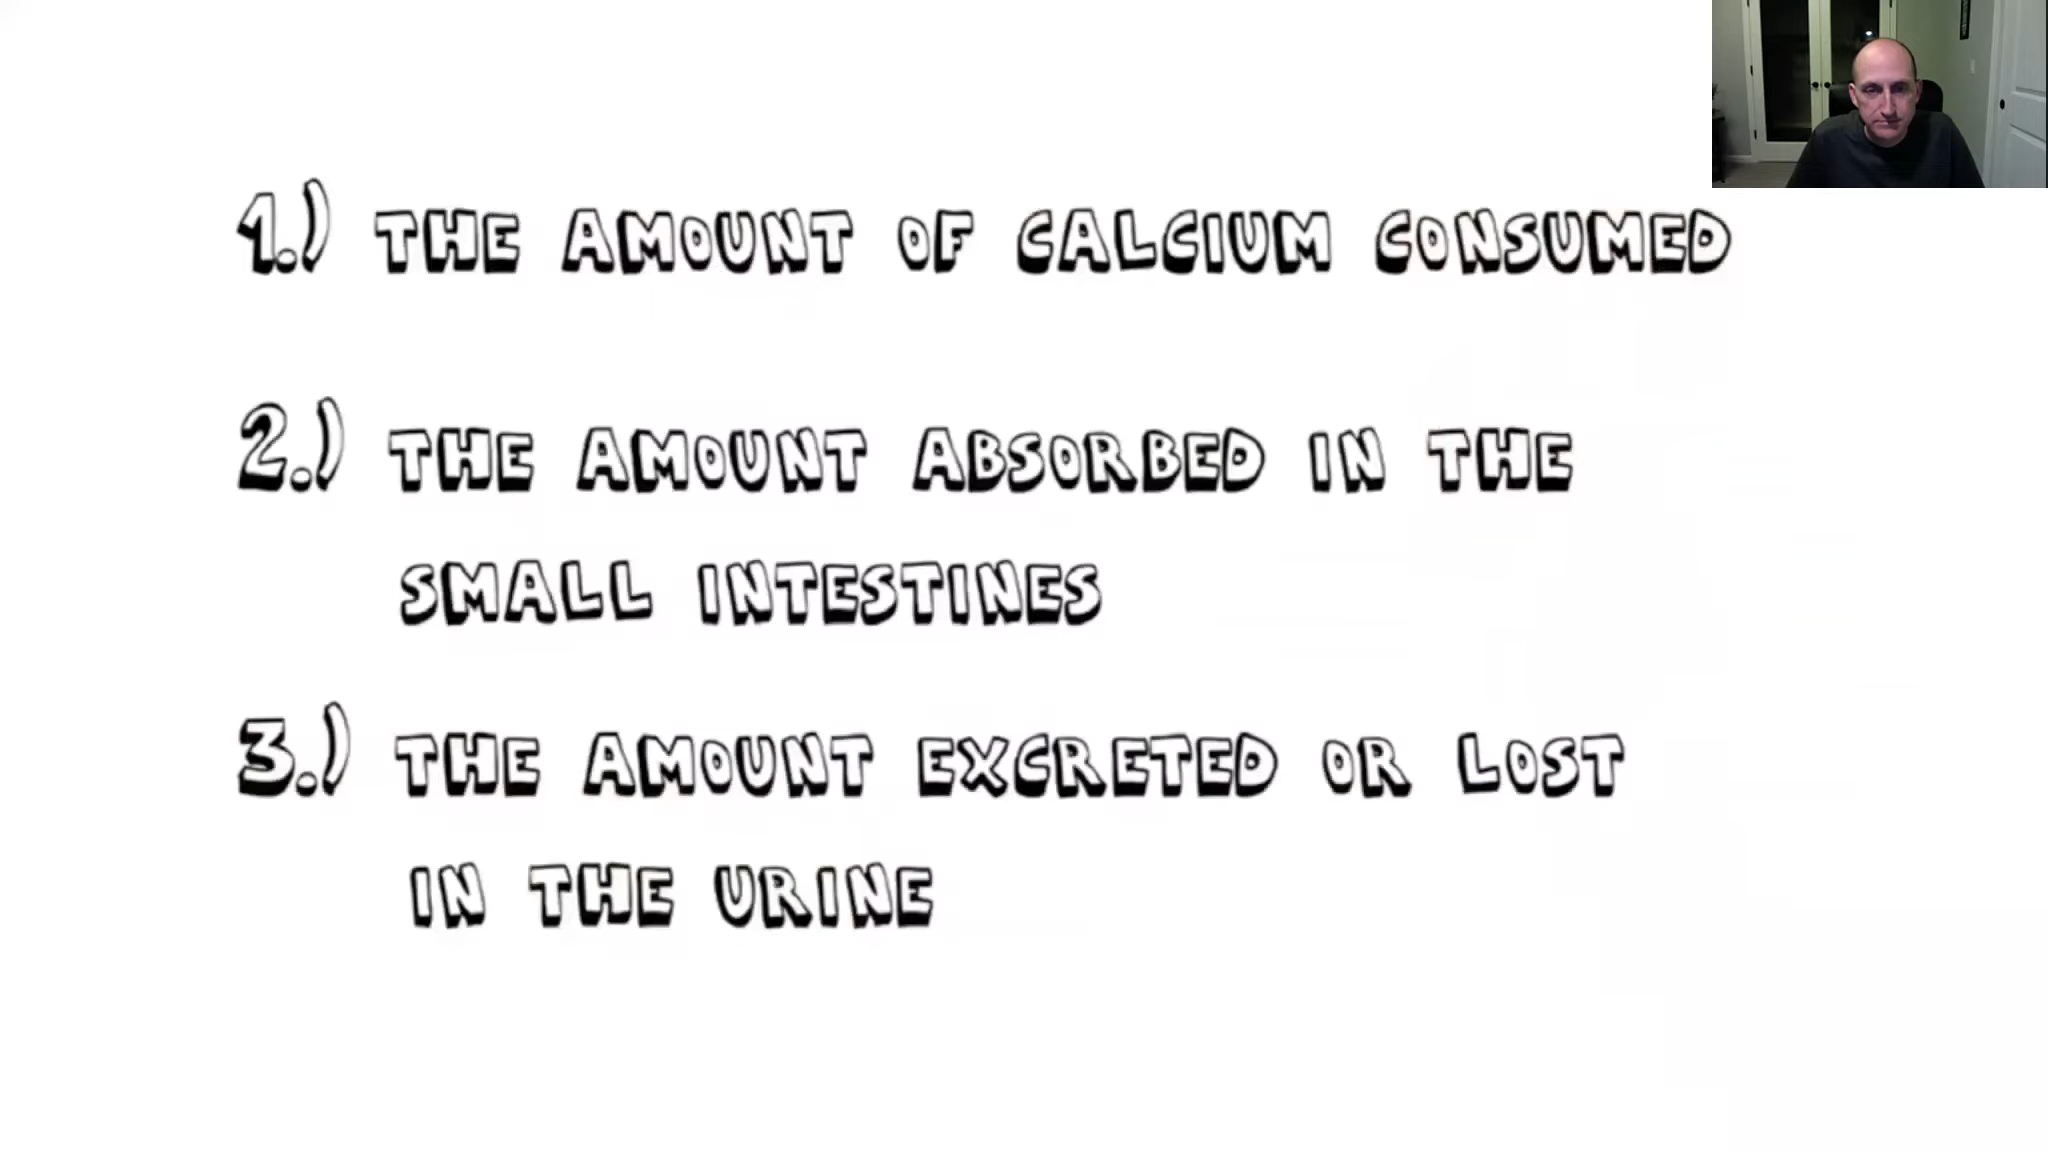 1.) THE AMOUNT OF CALCIUM CONSUMED
2.) THE AMOUNT ABSORBED IN THE
SMALL INTESTINES
3.) THE AMOUNT EXCRETED OR LOST
IN THE URINE